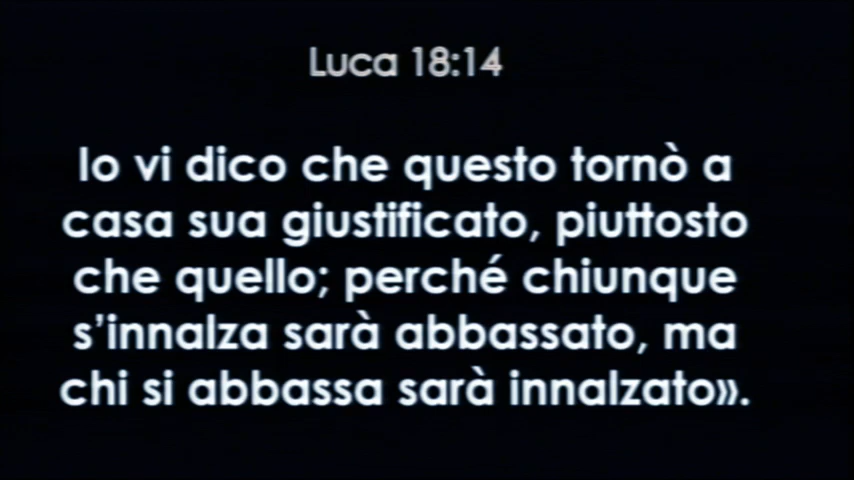 Luca 18:14
Io vi dico che questo tornò a
casa sua giustificato, piuttosto
che quello; perché chiunque
s’innalza sarà abbassato, ma
chi si abbassa sarà innalzato».